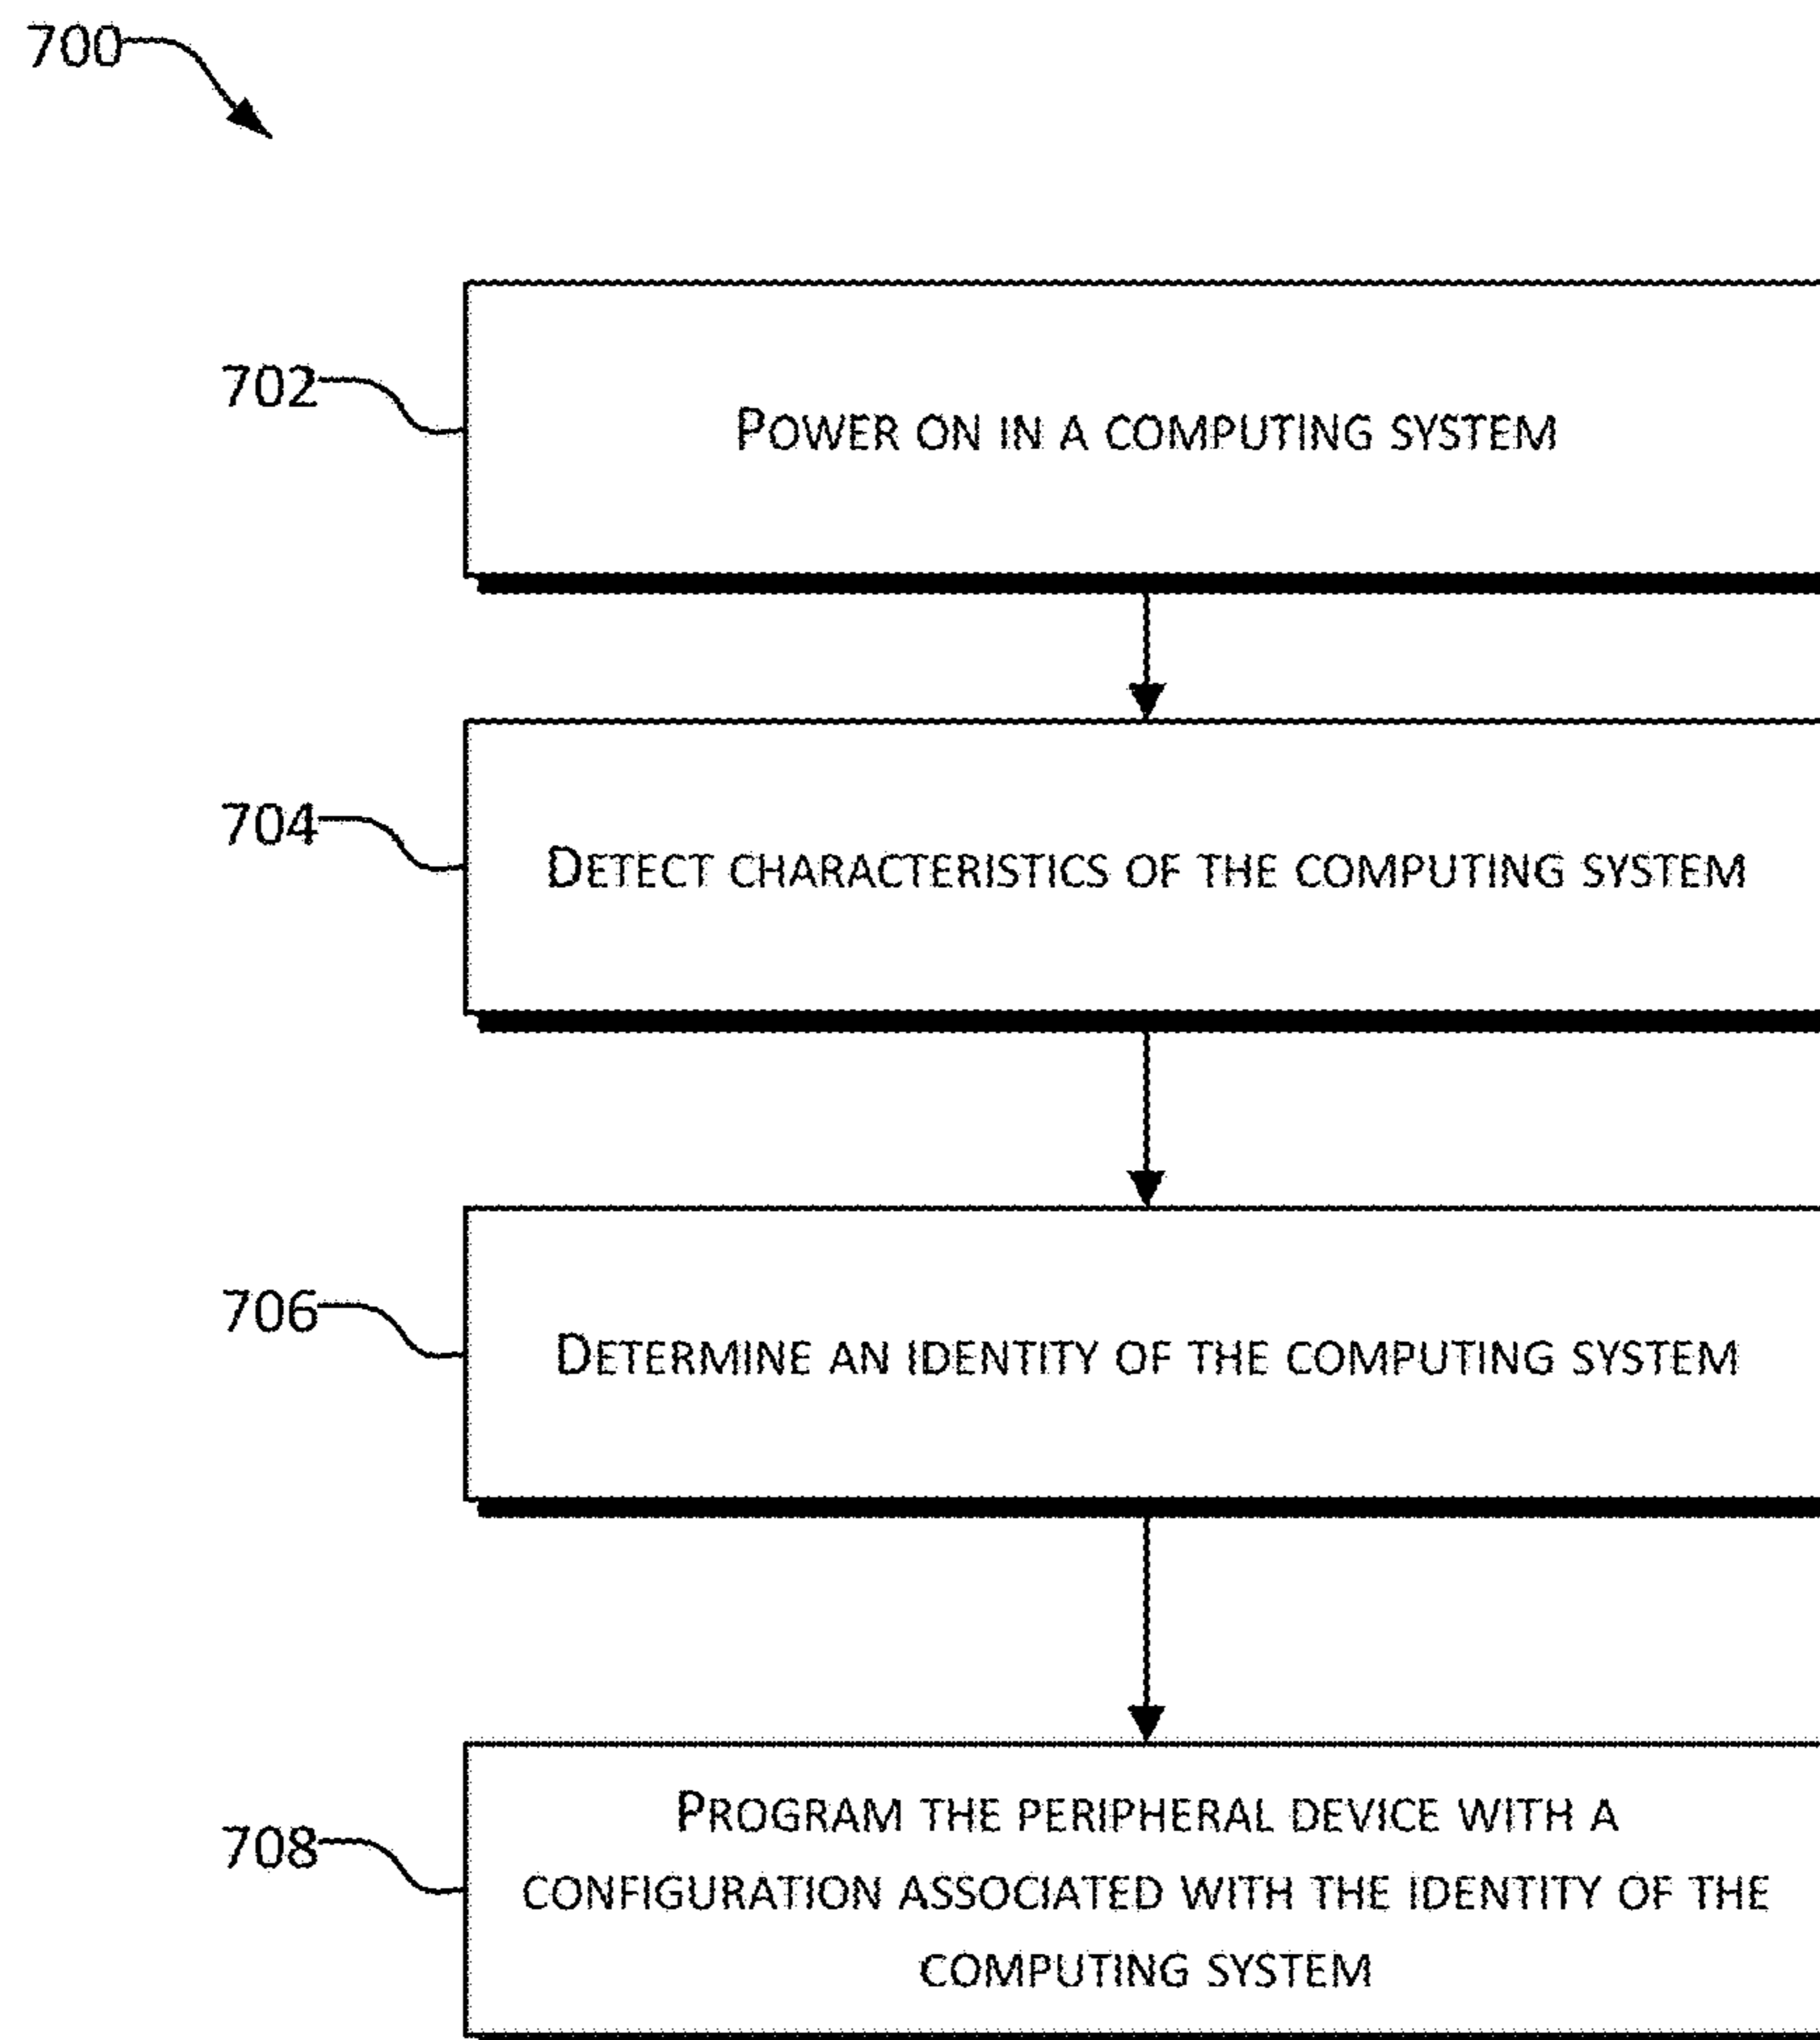 700
702
POWER ON IN A COMPUTING SYSTEM
704
DETECT CHARACTERISTICS OF THE COMPUTING SYSTEM
706
DETERMINE AN IDENTITY OF THE COMPUTING SYSTEM
708
PROGRAM THE PERIPHERAL DEVICE WITH A
CONFIGURATION ASSOCIATED WITH THE IDENTITY OF THE
COMPUTING SYSTEM